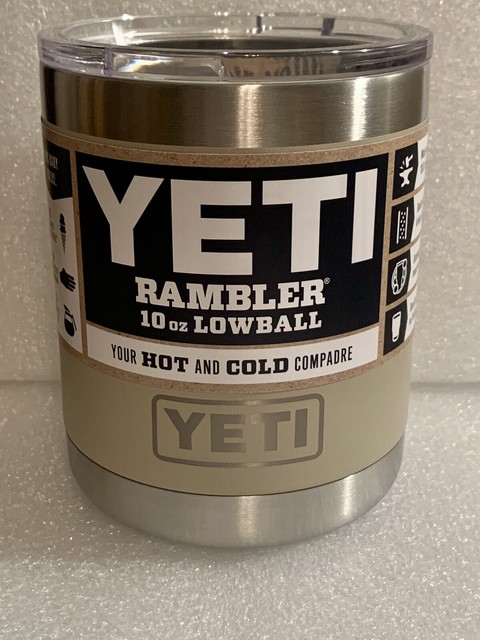 YETI
RAMBLER®
10 oz LOWBALL
YOUR HOT AND COLD COMPADRE
YETI